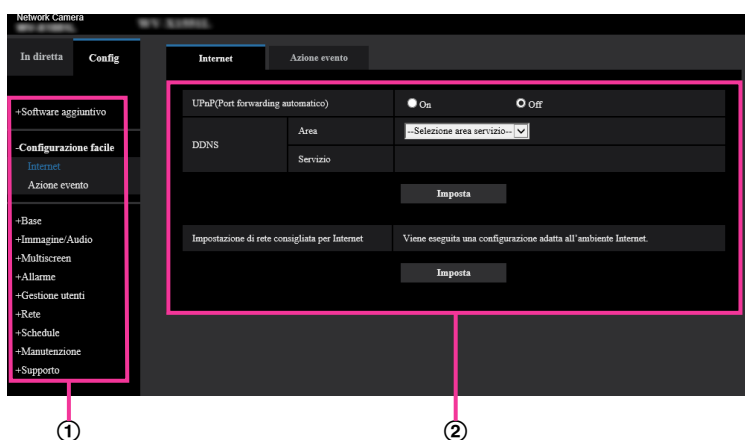 Network Camera
In diretta
Config
+Software aggiuntivo
-Configurazione facile
Internet
Azione evento
+Base
+Immagine/Audio
+Multiscreen
+Allarme
+Gestione utenti
+Rete
+Schedule
+Manutenzione
+Supporto
Internet
Azione evento
UPnP(Port forwarding automatico)
On
Off
DDNS
Area
--Selezione area servizio--
Servizio
Imposta
Impostazione di rete consigliata per Internet
Viene eseguita una configurazione adatta all'ambiente Internet.
Imposta
①
②